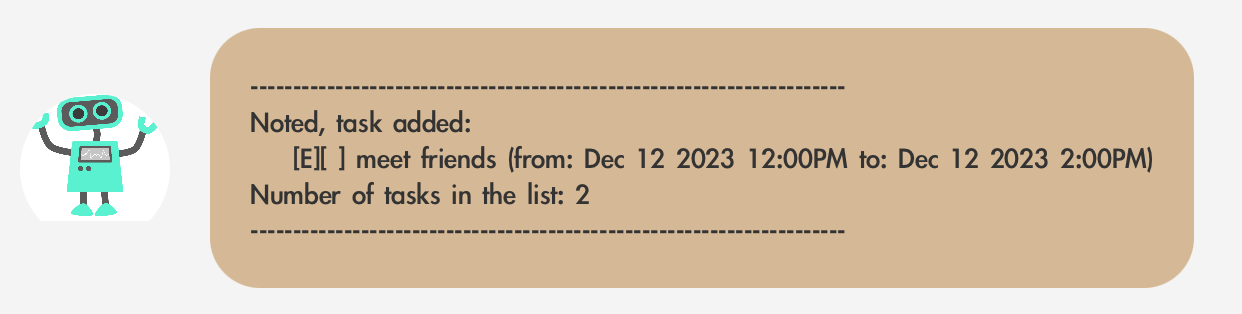 ----------------------------------------------------------------------
Noted, task added:
[E][ ] meet friends (from: Dec 12 2023 12:00PM to: Dec 12 2023 2:00PM)
Number of tasks in the list: 2
----------------------------------------------------------------------